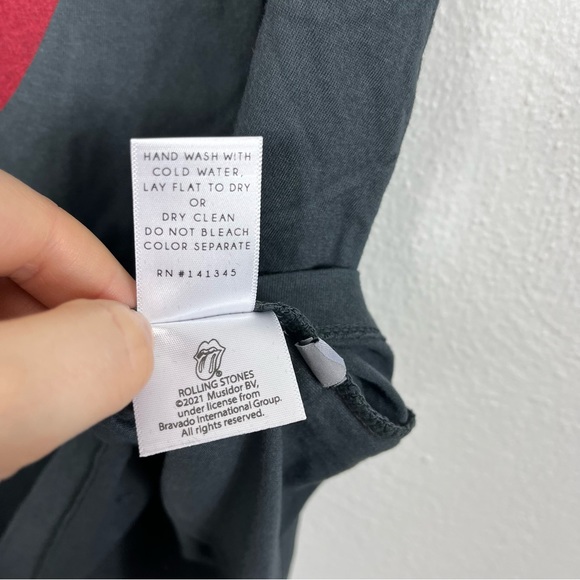 HAND WASH WITH
COLD WATER,
LAY FLAT TO DRY
OR
DRY CLEAN
DO NOT BLEACH
COLOR SEPARATE
RN #141345
®
ROLLING STONES
©2021 Musidor BV,
under license from
Bravado International Group.
All rights reserved.